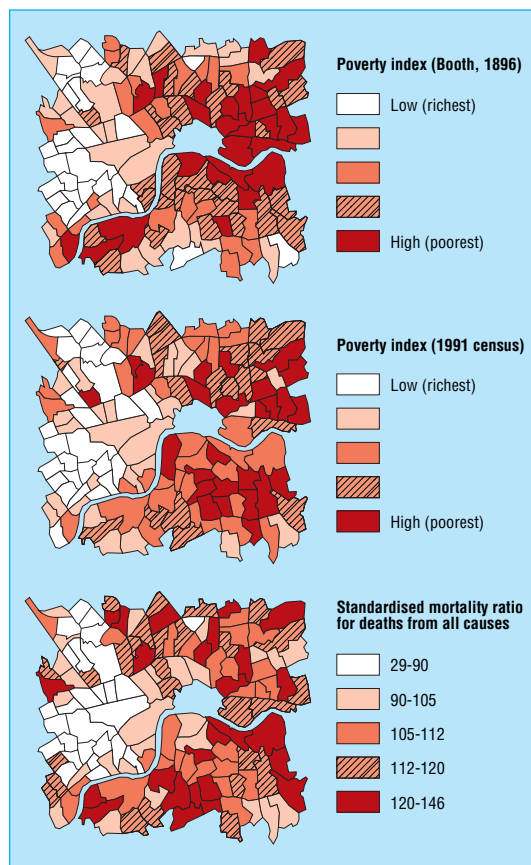 Poverty index (Booth, 1896)
Low (richest)
High (poorest)
Poverty index (1991 census)
Low (richest)
High (poorest)
Standardised mortality ratio
for deaths from all causes
29-90
90-105
105-112
112-120
120-146